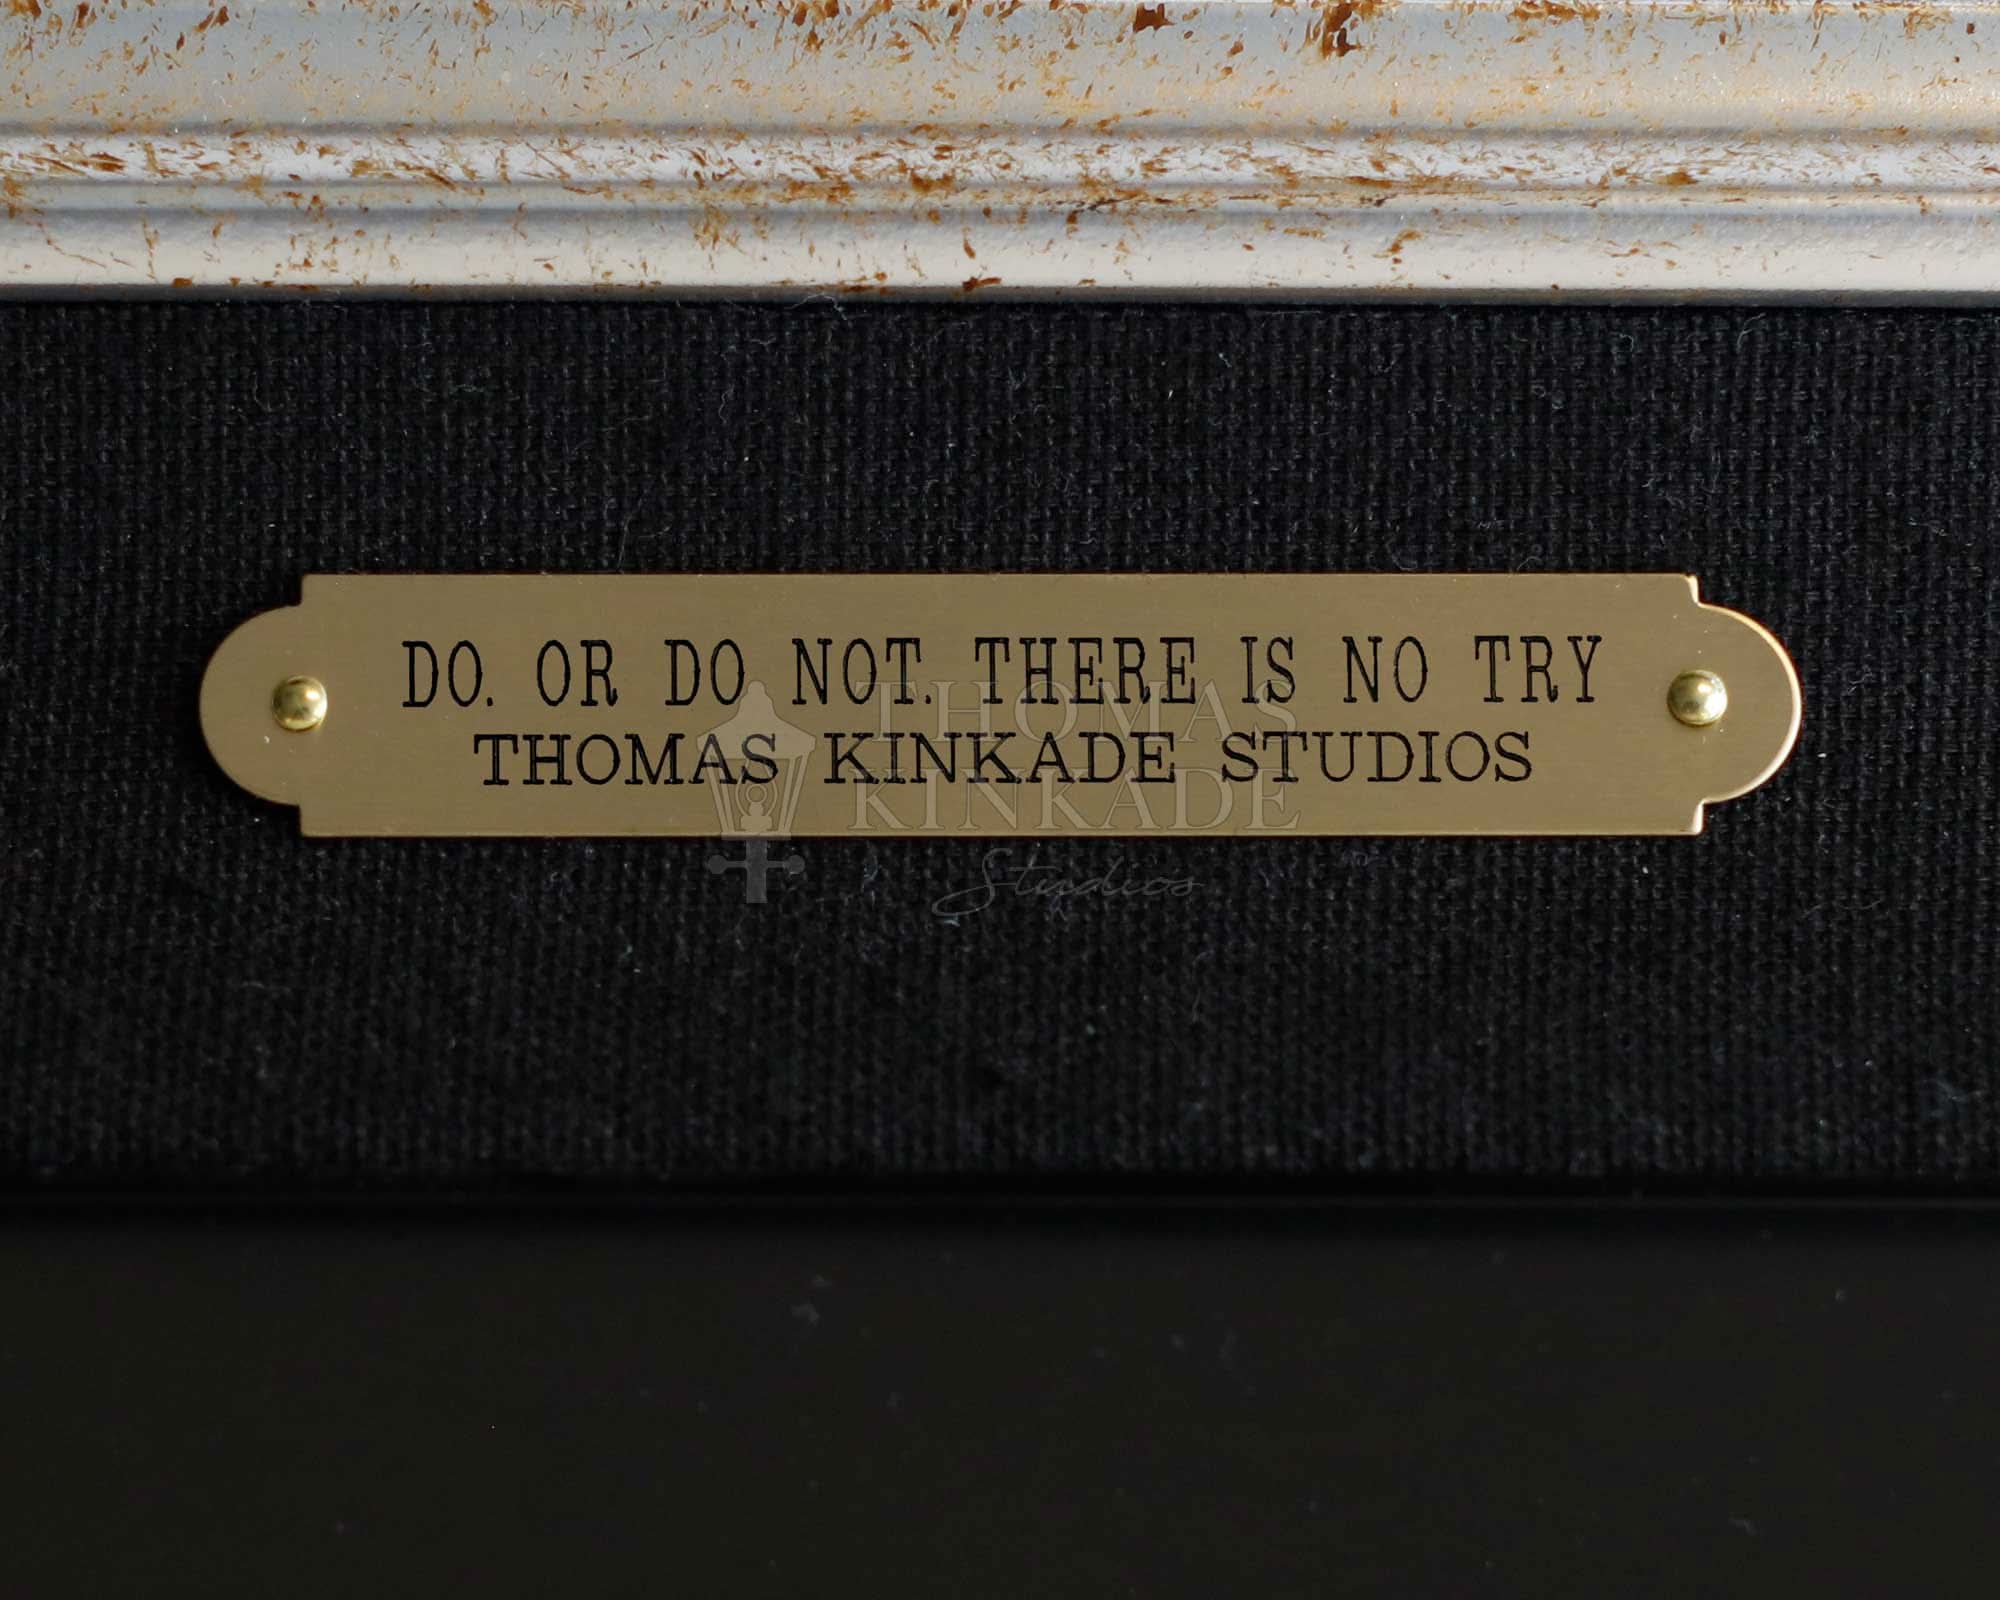 DO. OR DO NOT. THERE IS NO TRY
THOMAS KINKADE STUDIOS
THOMAS
KINKADE
Studios